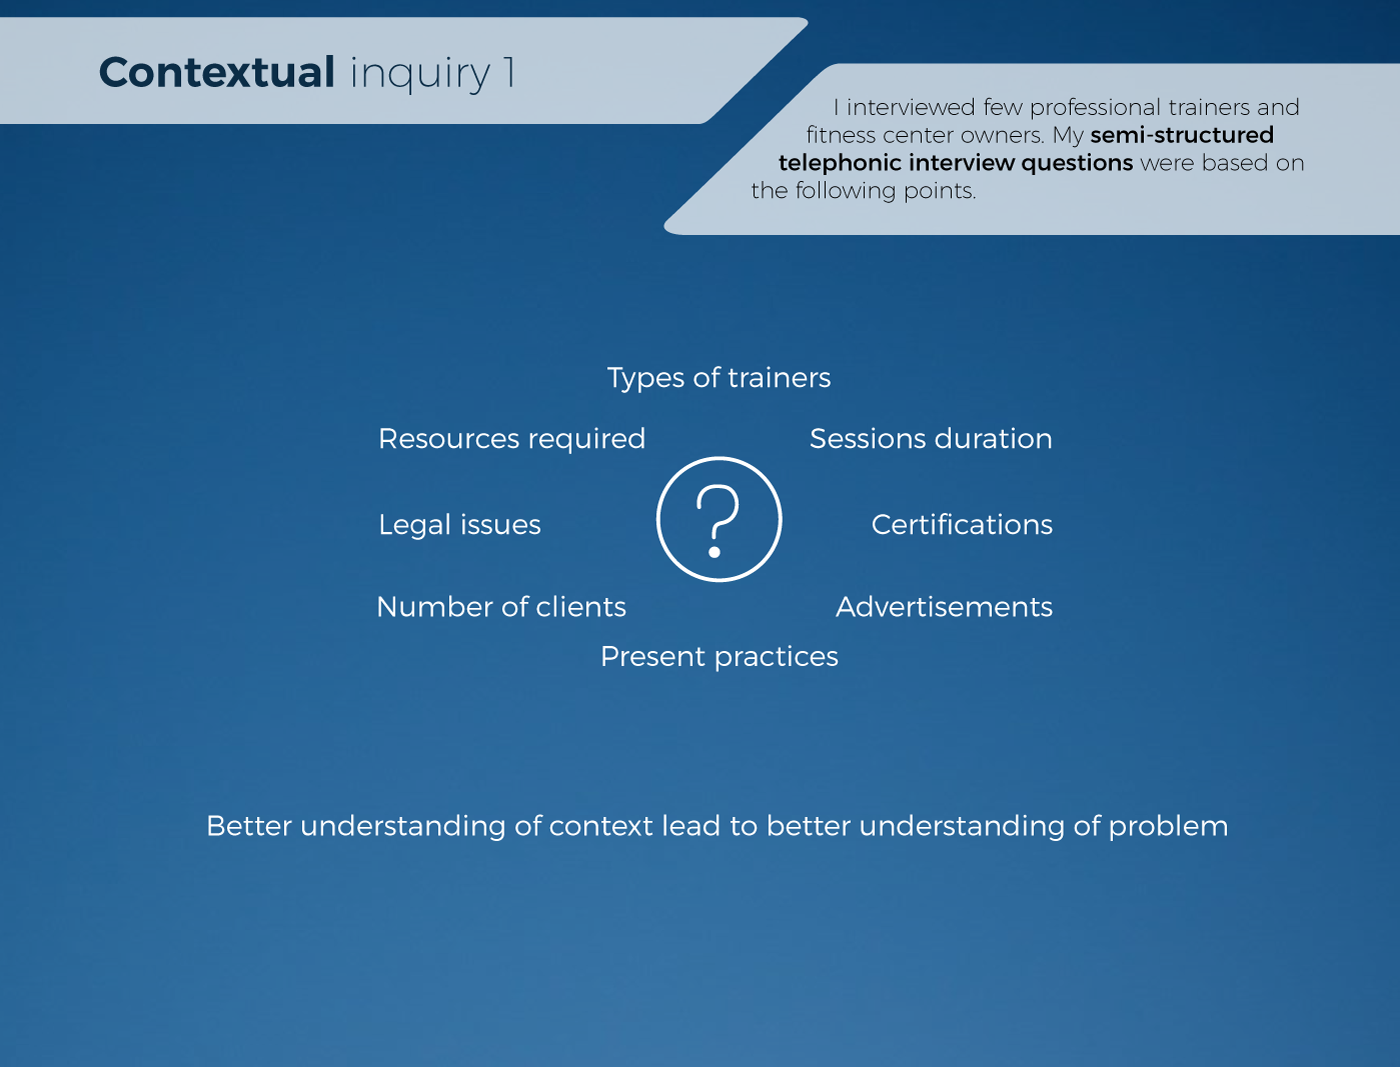 Contextual inquiry 1
I interviewed few professional trainers and
fitness center owners. My semi-structured
telephonic interview questions were based on
the following points.
Types of trainers
Resources required
Sessions duration
?
Legal issues
Certifications
Number of clients
Advertisements
Present practices
Better understanding of context lead to better understanding of problem